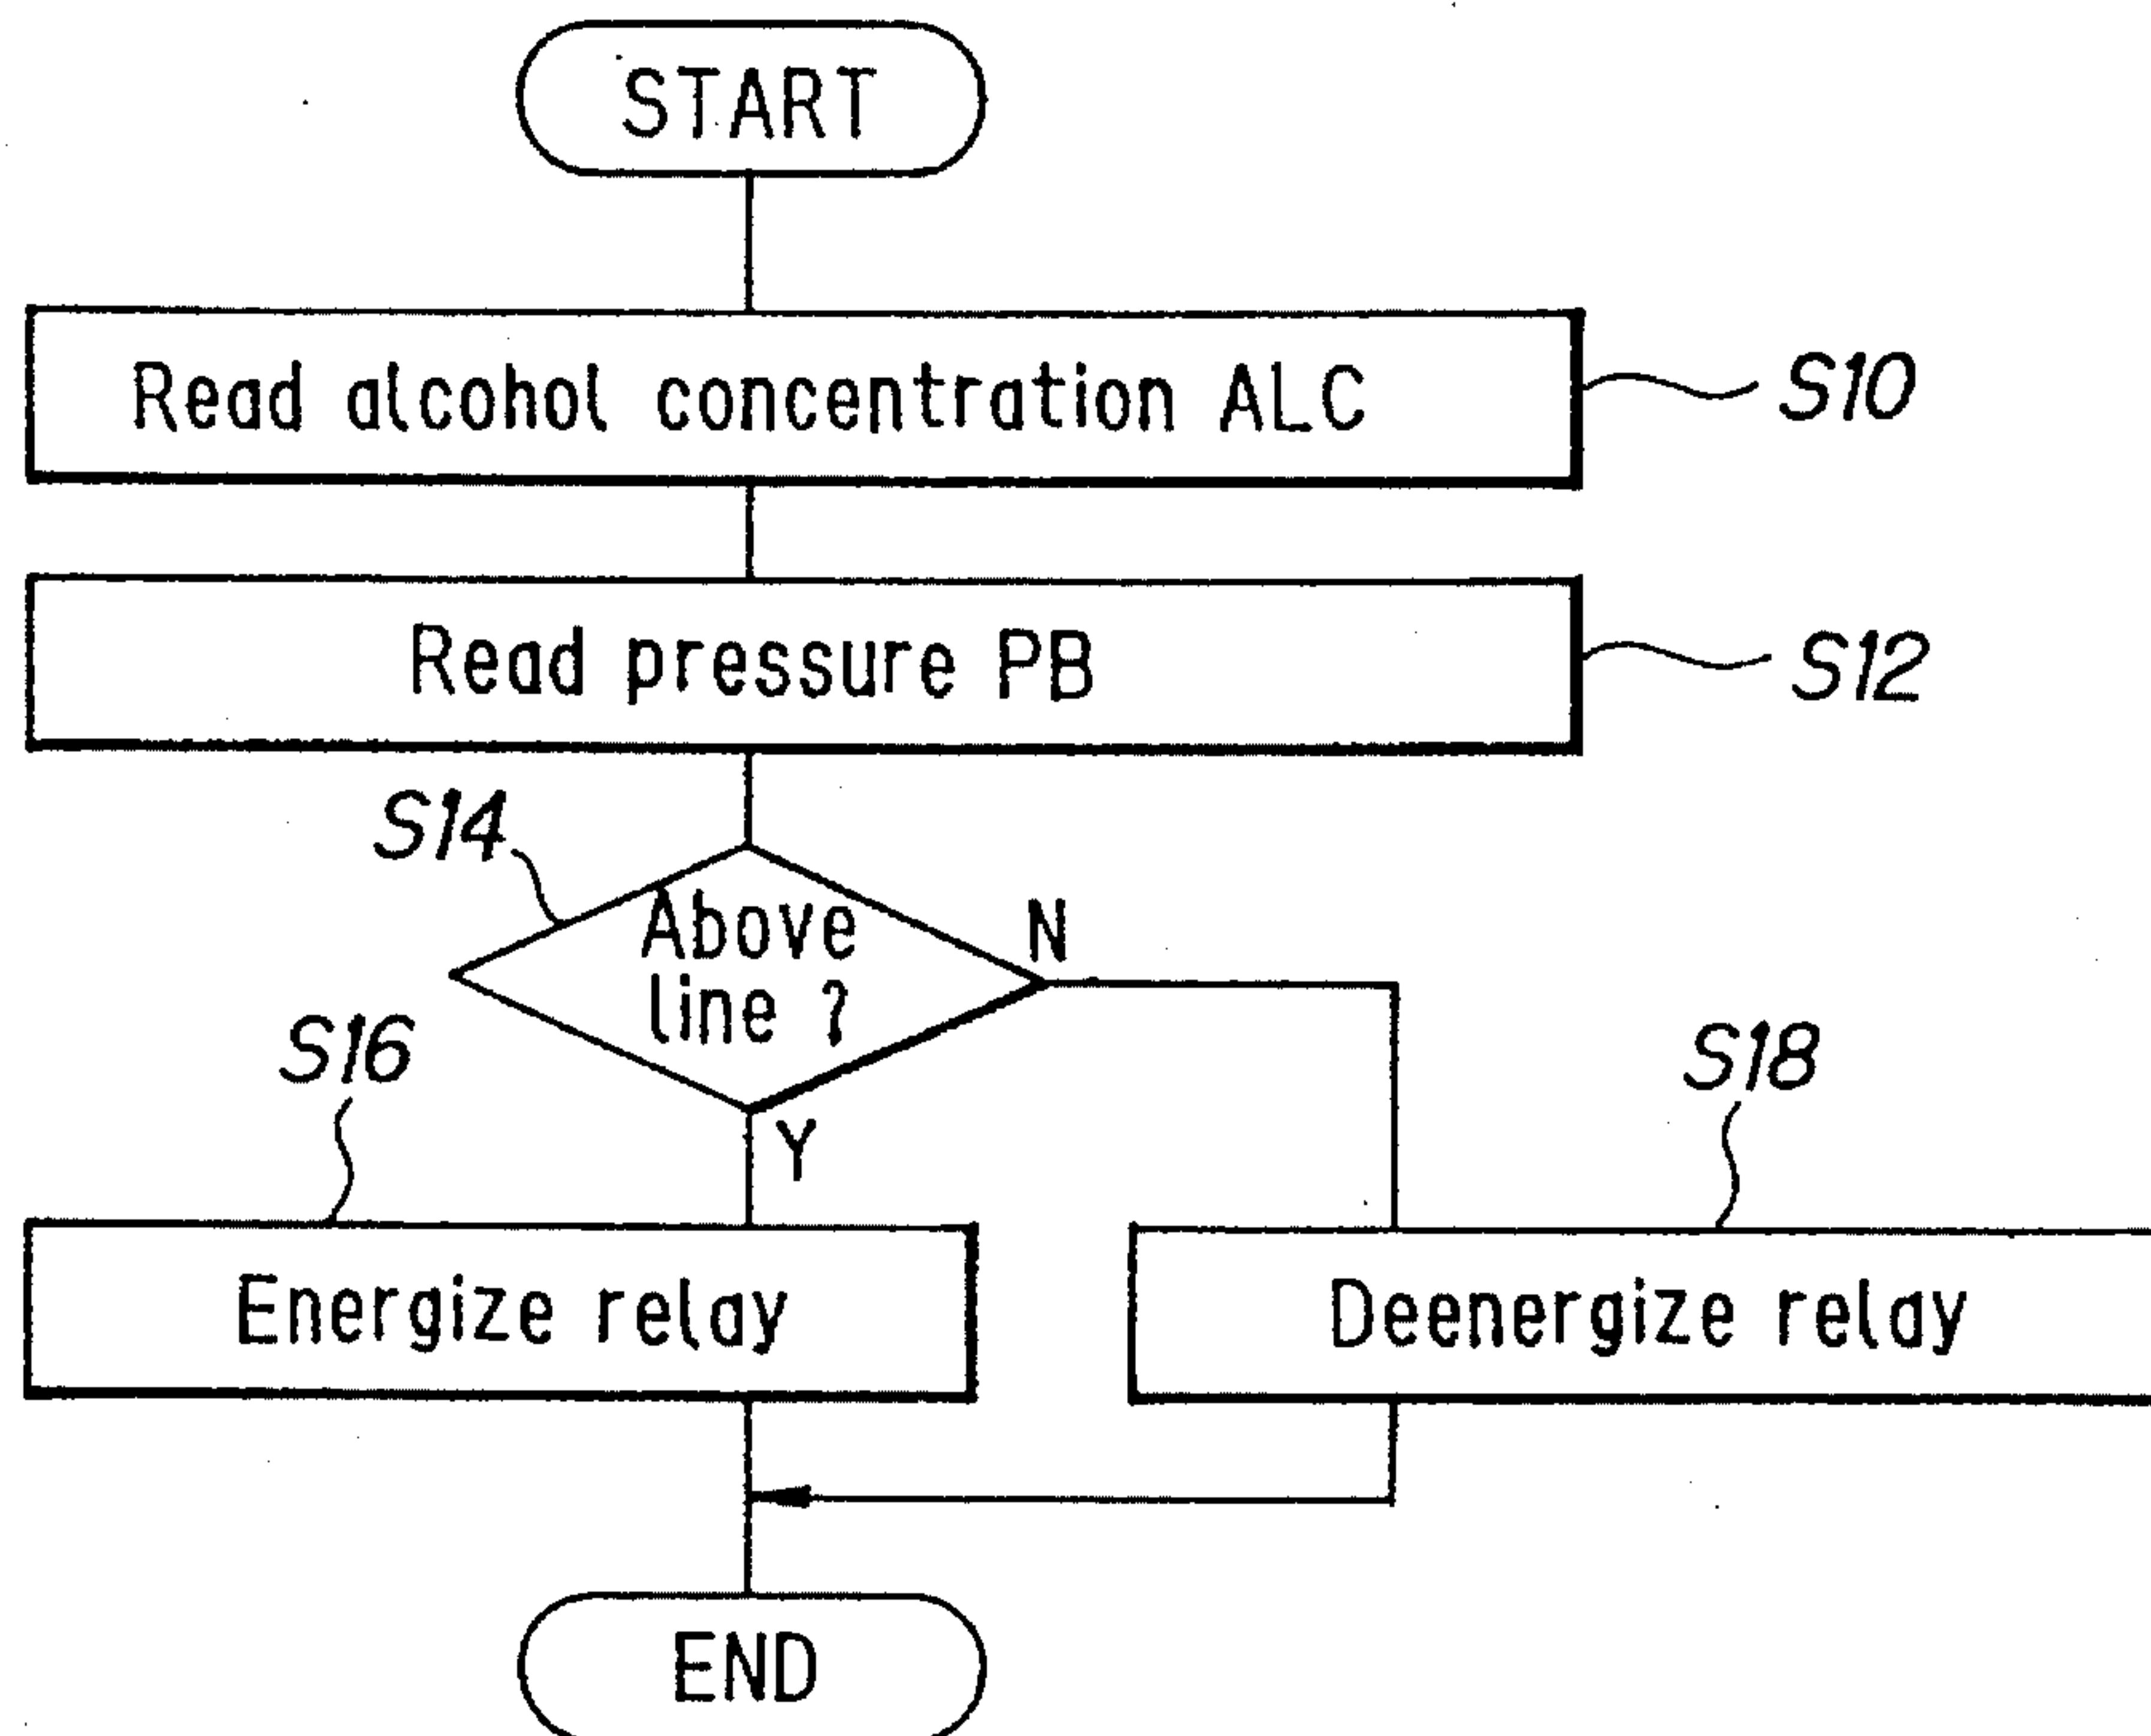 START
Read alcohol concentration ALC
S10
Read pressure PB
S12
S14
Above
line ?
N
Y
S16
Energize relay
S18
Deenergize relay
END